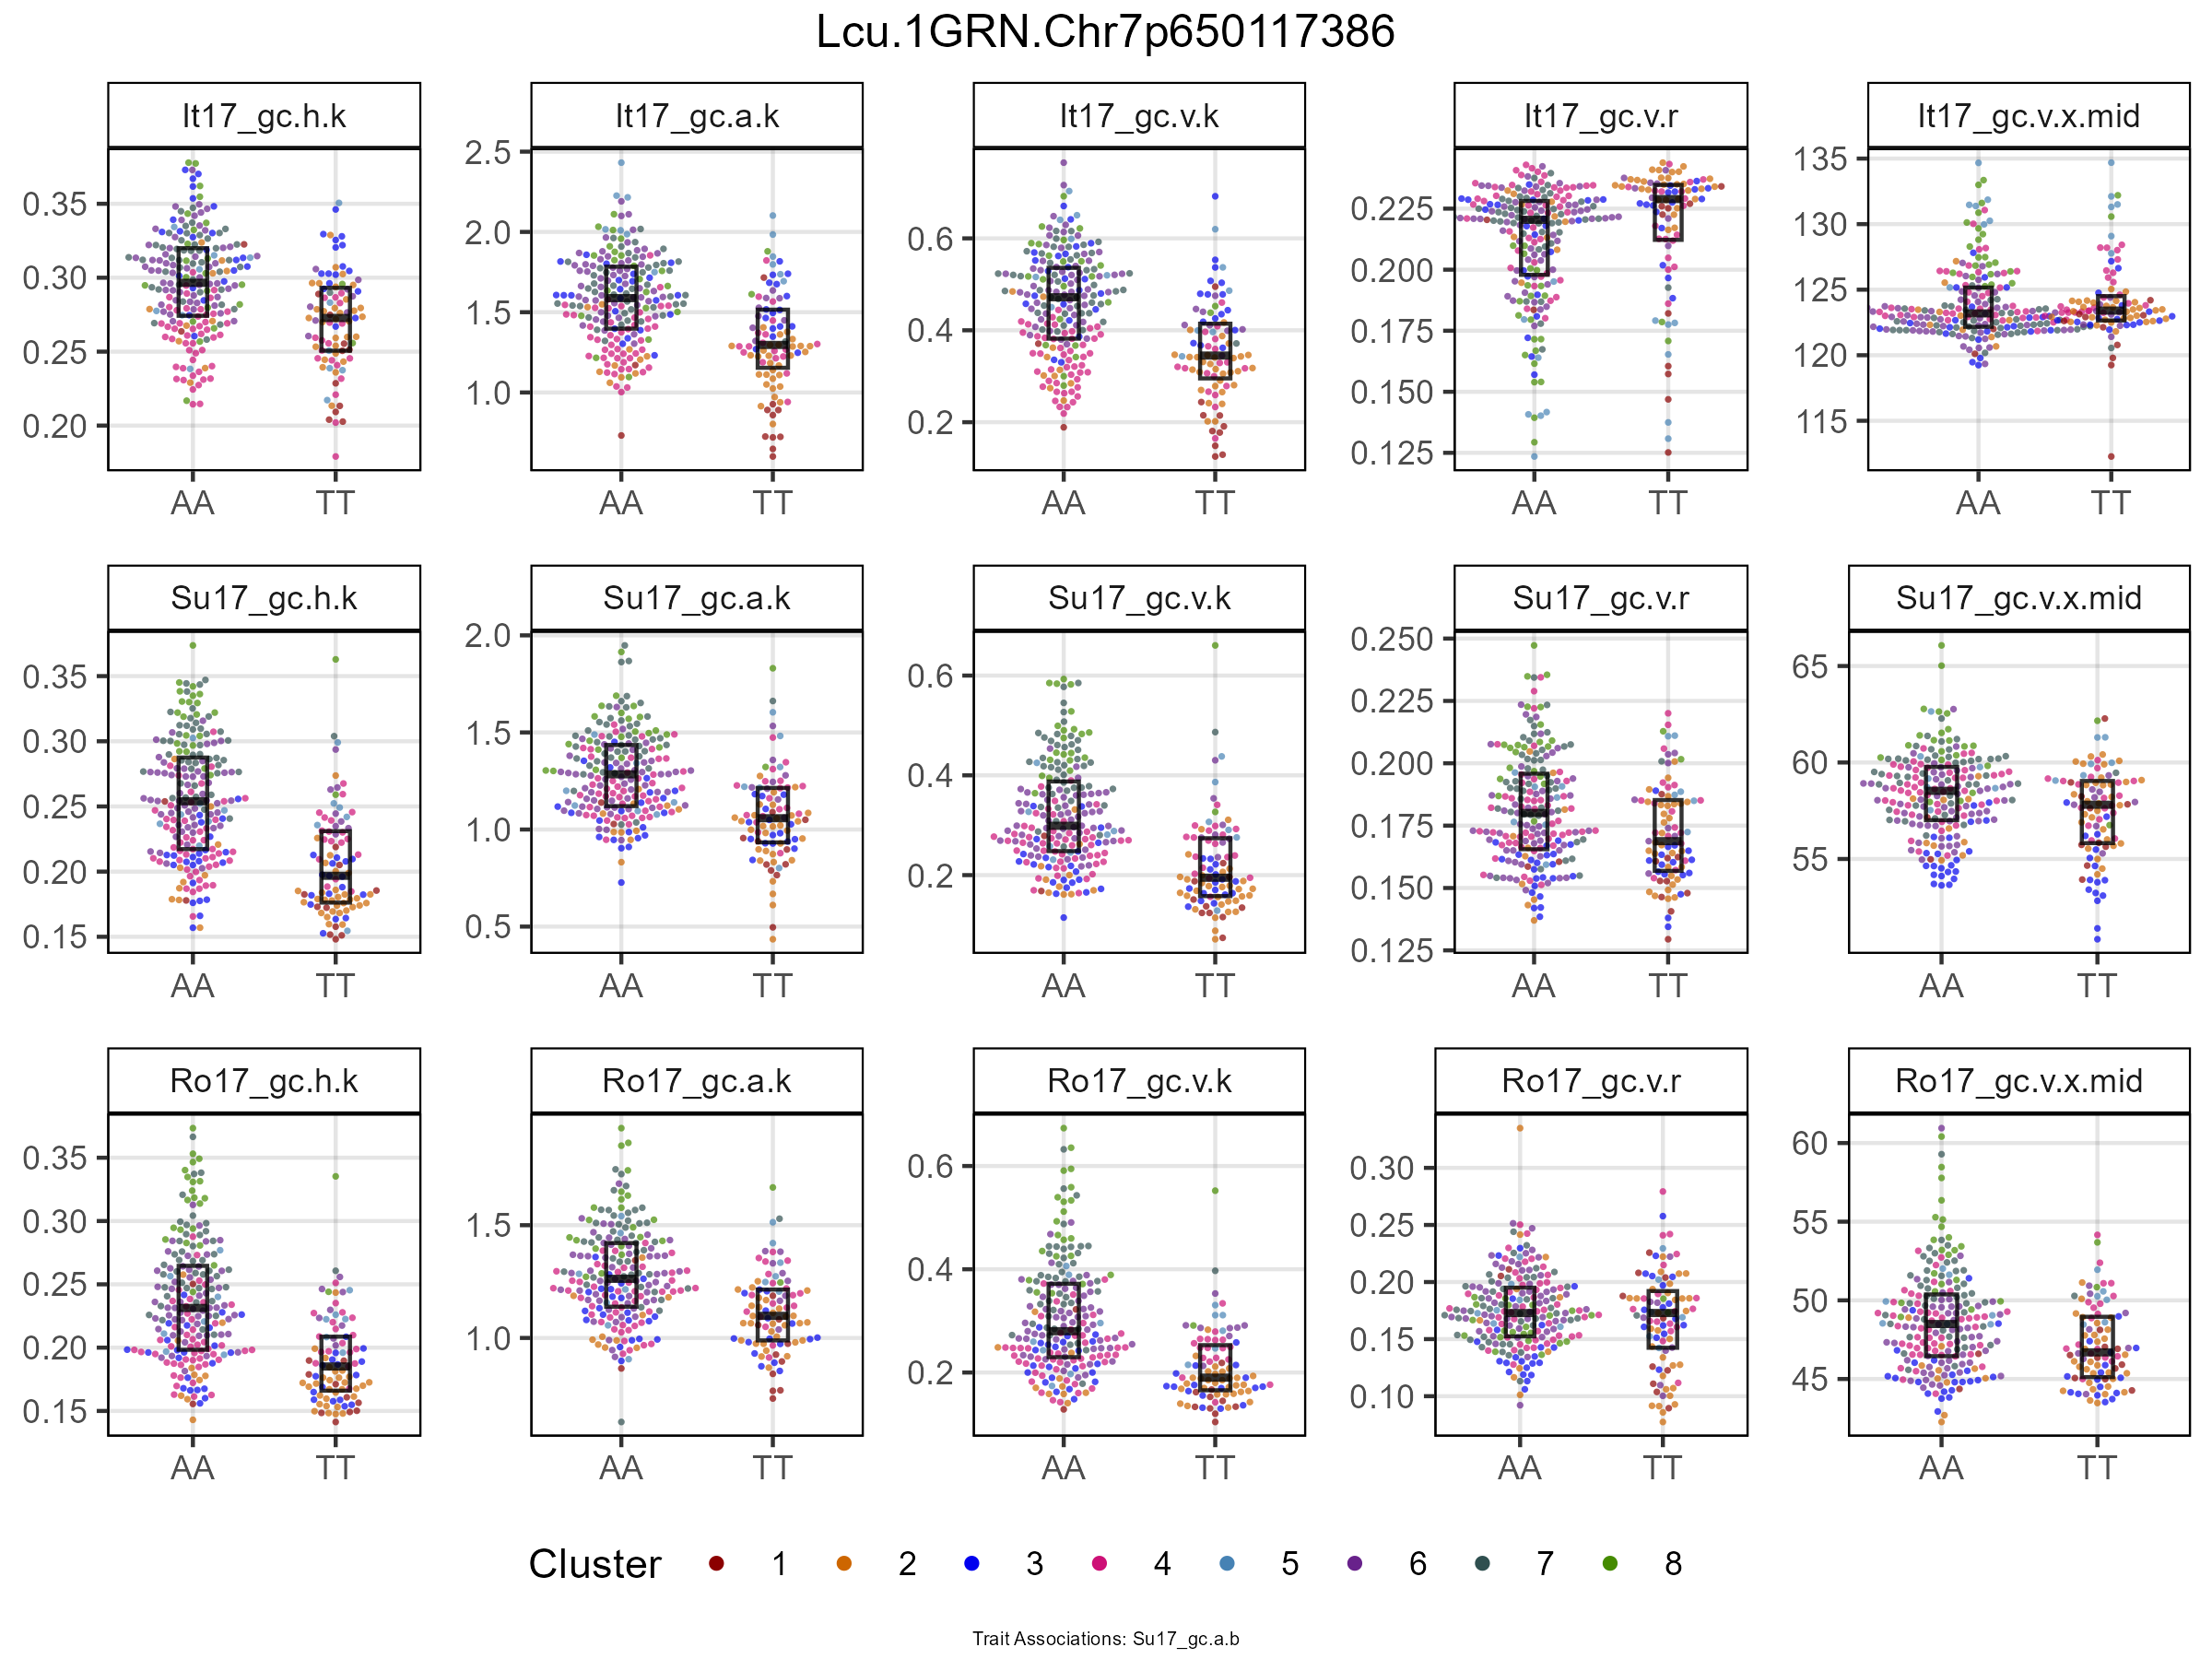 Lcu.1GRN.Chr7p650117386
It17_gc.h.k It17_gc.a.k It17_gc.v.k It17_gc.v.r It17_gc.v.x.mid
0.35 0.30 0.25 0.20
2.5 2.0 1.5 1.0
0.6 0.4 0.2
0.225 0.200 0.175 0.150 0.125
135 130 125 120 115
AA TT AA TT AA TT AA TT AA TT
Su17_gc.h.k Su17_gc.a.k Su17_gc.v.k Su17_gc.v.r Su17_gc.v.x.mid
0.35 0.30 0.25 0.20 0.15
2.0 1.5 1.0 0.5
0.6 0.4 0.2
0.250 0.225 0.200 0.175 0.150 0.125
65 60 55
AA TT AA TT AA TT AA TT AA TT
Ro17_gc.h.k Ro17_gc.a.k Ro17_gc.v.k Ro17_gc.v.r Ro17_gc.v.x.mid
0.35 0.30 0.25 0.20 0.15
1.5 1.0
0.6 0.4 0.2
0.30 0.25 0.20 0.15 0.10
60 55 50 45
AA TT AA TT AA TT AA TT AA TT
Cluster 1 2 3 4 5 6 7 8
Trait Associations: Su17_gc.a.b